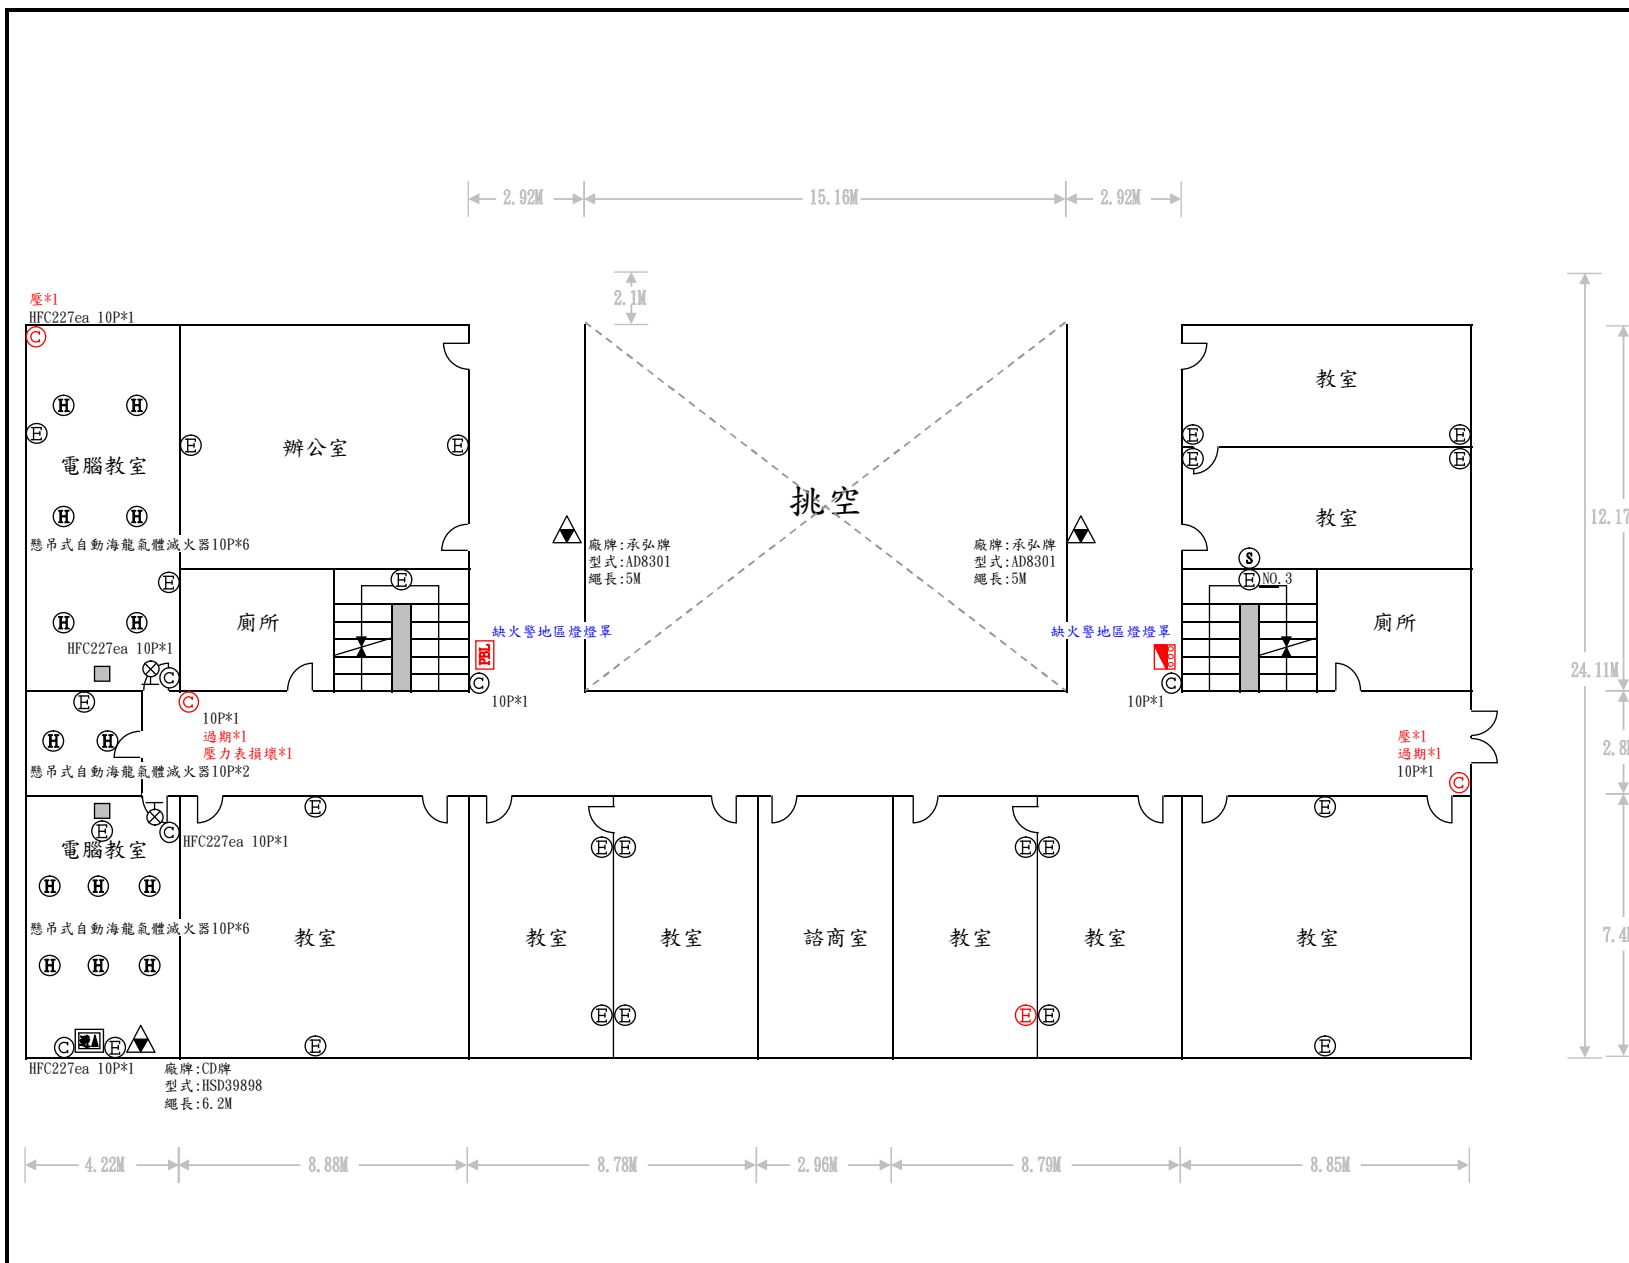 2.92M
15.16M
2.92M
2.1M
壓*1
HFC227ea 10P*1
C
H H
E
電腦教室
H H
懸吊式自動海龍氣體滅火器10P*6
E
H H
HFC227ea 10P*1
C
E 辦公室 E
廁所
E
缺火警地區燈燈罩
PBL
C
10P*1
挑空
廠牌:承弘牌
型式:AD8301
繩長:5M
廠牌:承弘牌
型式:AD8301
繩長:5M
缺火警地區燈燈罩
C
10P*1
教室
E E
E E
教室
S
E NO.3
廁所
12.17
24.11M
2.8M
7.4M
E
H H
懸吊式自動海龍氣體滅火器10P*2
C
10P*1
過期*1
壓力表損壞*1
壓*1
過期*1
10P*1
C
E
C
HFC227ea 10P*1
電腦教室
H H H
懸吊式自動海龍氣體滅火器10P*6
H H H
C E
HFC227ea 10P*1
廠牌:CD牌
型式:HSD39898
繩長:6.2M
E E
E E E E
教室 教室 教室 諮商室 教室 教室 教室
E E E E
E E
4.22M 8.88M 8.78M 2.96M 8.79M 8.85M